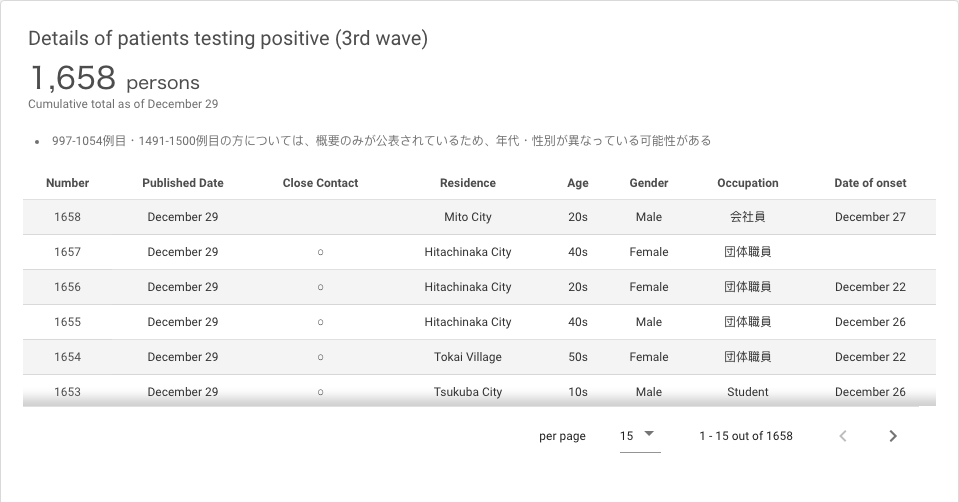 Details of patients testing positive (3rd wave)
1,658 persons
Cumulative total as of December 29
• 997-1054例目・1491-1500例目の方については、概要のみが公表されているため、年代・性別が異なっている可能性がある
Number Published Date Close Contact Residence Age Gender Occupation Date of onset
1658 December 29 Mito City 20s Male 会社員 December 27
1657 December 29 ○ Hitachinaka City 40s Female 団体職員
1656 December 29 ○ Hitachinaka City 20s Female 団体職員 December 22
1655 December 29 ○ Hitachinaka City 40s Male 団体職員 December 26
1654 December 29 ○ Tokai Village 50s Female 団体職員 December 22
1653 December 29 ○ Tsukuba City 10s Male Student December 26
per page 15 1 - 15 out of 1658